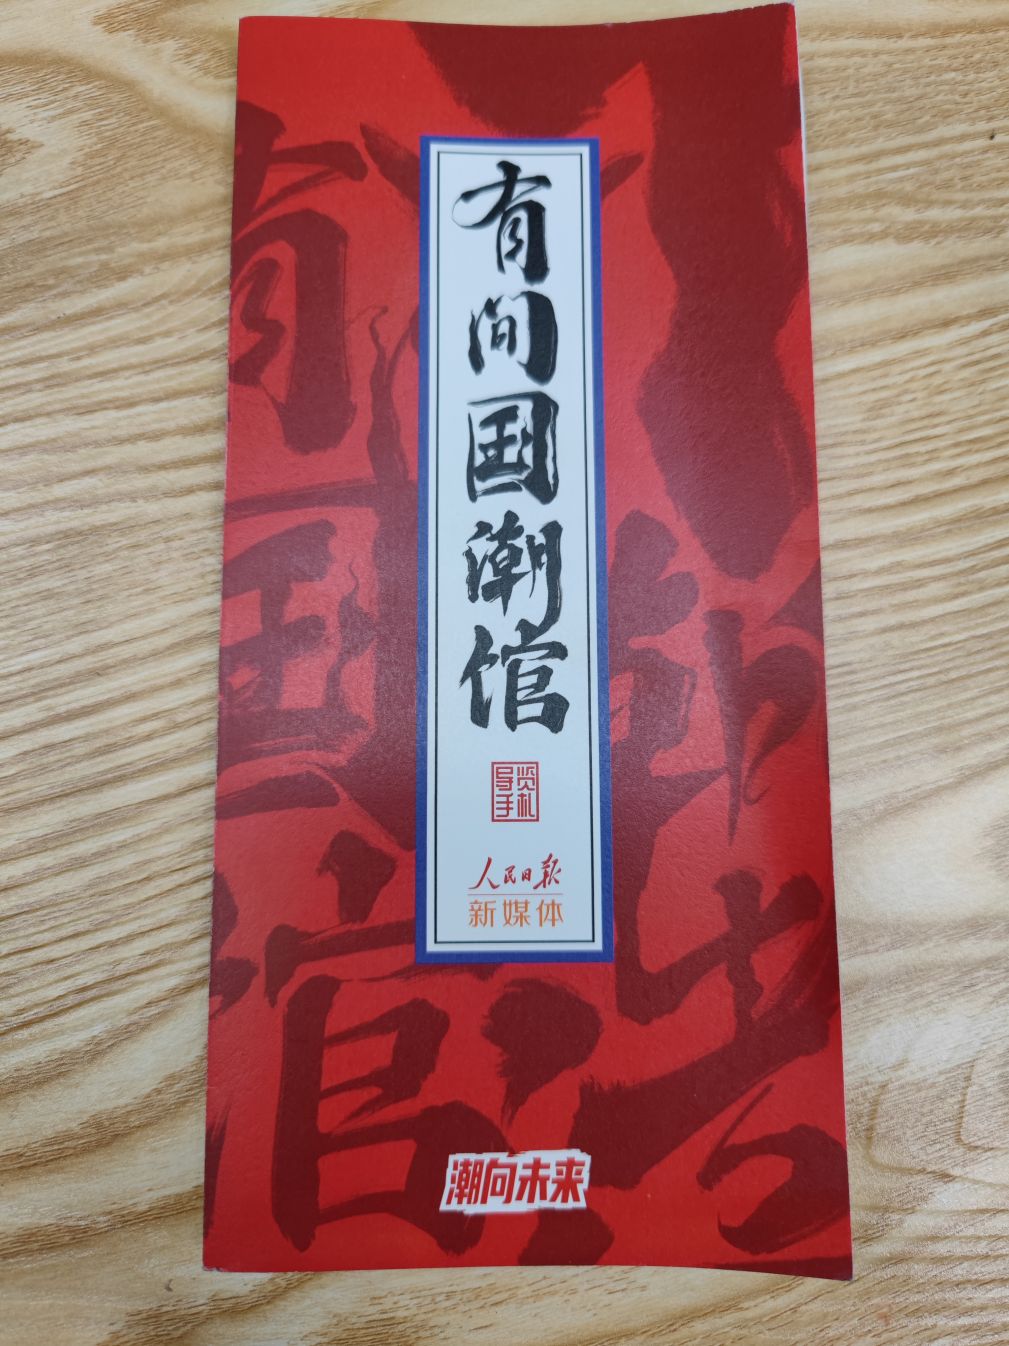 有间国潮馆
导览
手札
人民日报
新媒体
潮向未来